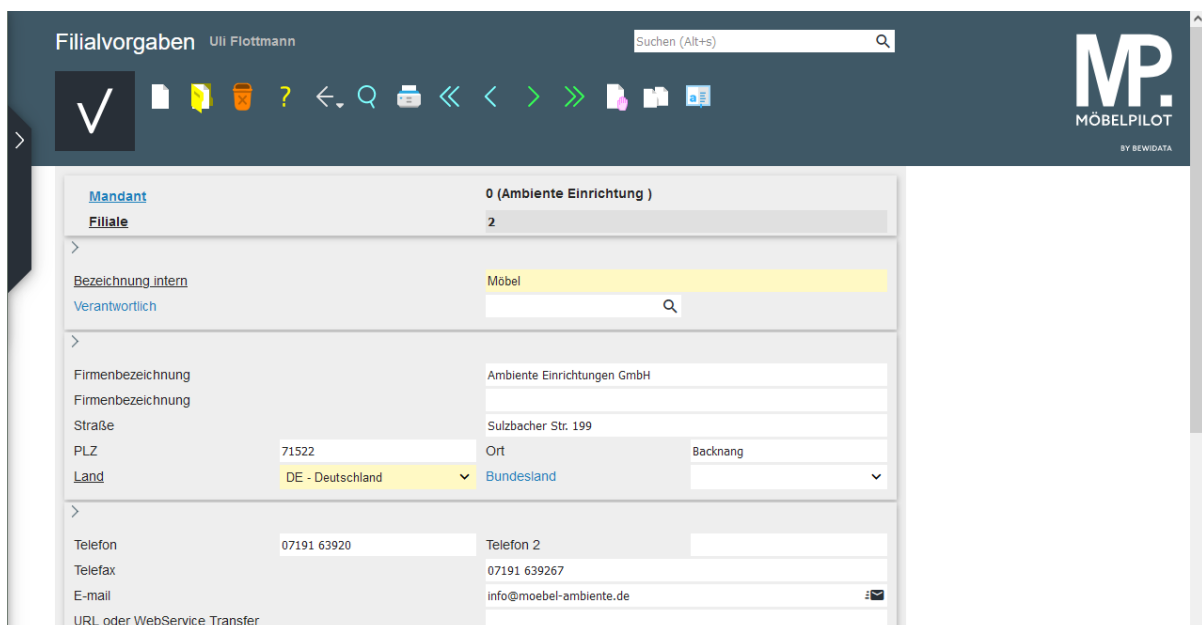 Filialvorgaben Uli Flottmann
Suchen (Alt+s)
MP.
MÖBELPILOT
BY BEWIDATA
Mandant 0 (Ambiente Einrichtung )
Filiale 2
Bezeichnung intern Möbel
Verantwortlich
Firmenbezeichnung Ambiente Einrichtungen GmbH
Firmenbezeichnung
Straße Sulzbacher Str. 199
PLZ 71522 Ort Backnang
Land DE - Deutschland Bundesland
Telefon 07191 63920 Telefon 2
Telefax 07191 639267
E-mail info@moebel-ambiente.de
URL oder WebService Transfer